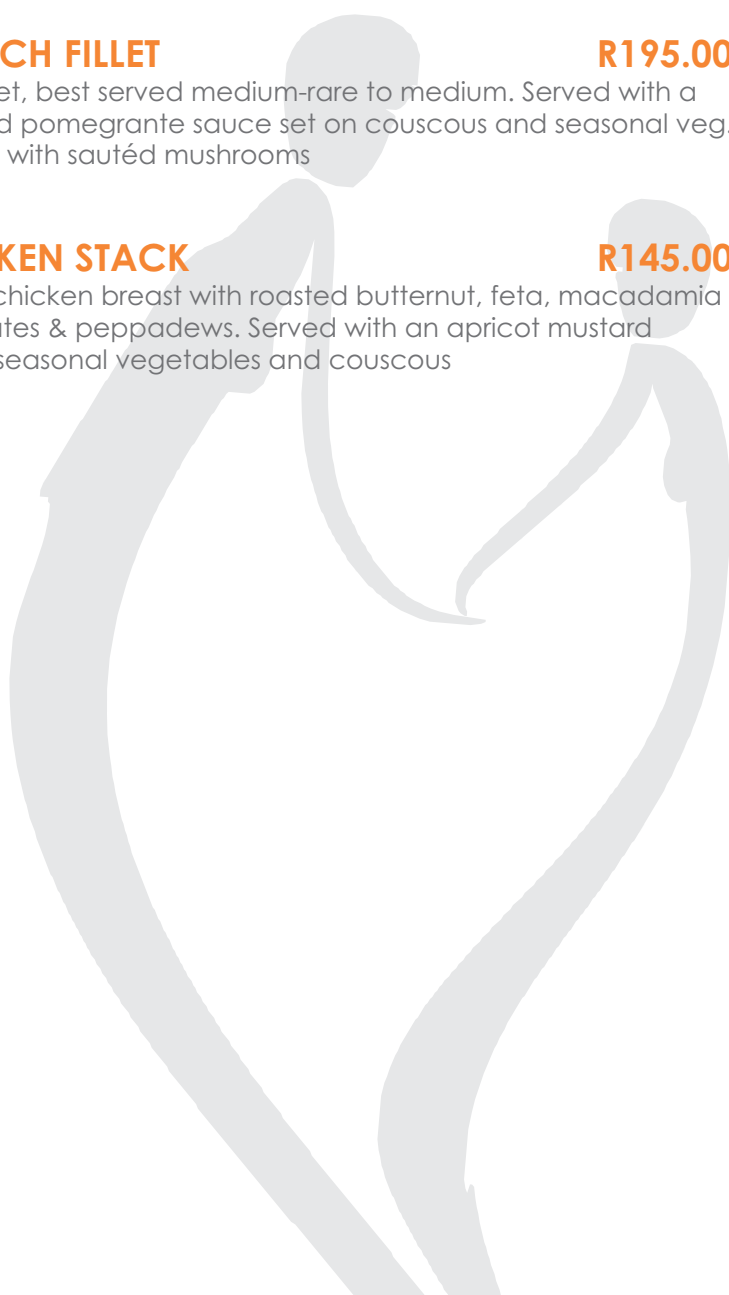 CH FILLET R195.00
et, best served medium-rare to medium. Served with a
d pomegrante sauce set on couscous and seasonal veg.
with sautéd mushrooms
KEN STACK R145.00
chicken breast with roasted butternut, feta, macadamia
tes & peppadews. Served with an apricot mustard
seasonal vegetables and couscous